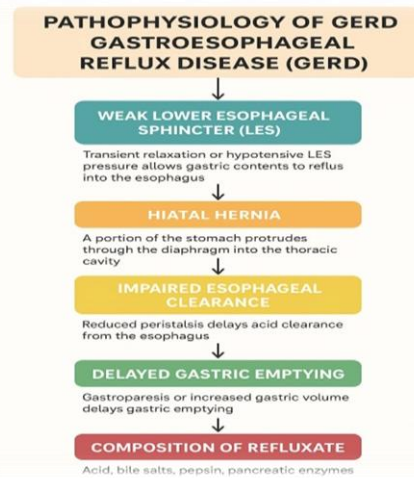 PATHOPHYSIOLOGY OF GERD
GASTROESOPHAGEAL
REFLUX DISEASE (GERD)
WEAK LOWER ESOPHAGEAL
SPHINCTER (LES)
Transient relaxation or hypotensive LES
pressure allows gastric contents to reflus
into the esophagus
HIATAL HERNIA
A portion of the stomach protrudes
through the diaphragm into the thoracic
cavity
IMPAIRED ESOPHAGEAL
CLEARANCE
Reduced peristalsis delays acid clearance
from the esophagus
DELAYED GASTRIC EMPTYING
Gastroparesis or increased gastric volume
delays gastric emptying
COMPOSITION OF REFLUXATE
Acid, bile salts, pepsin, pancreatic enzymes